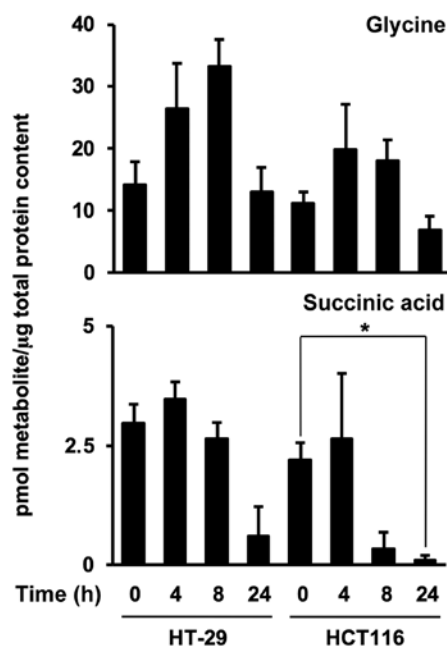 pmol metabolite/µg total protein content
Glycine
40
30
20
10
0
Succinic acid
*
5
2.5
0
Time (h) 0 4 8 24 0 4 8 24
HT-29 HCT116